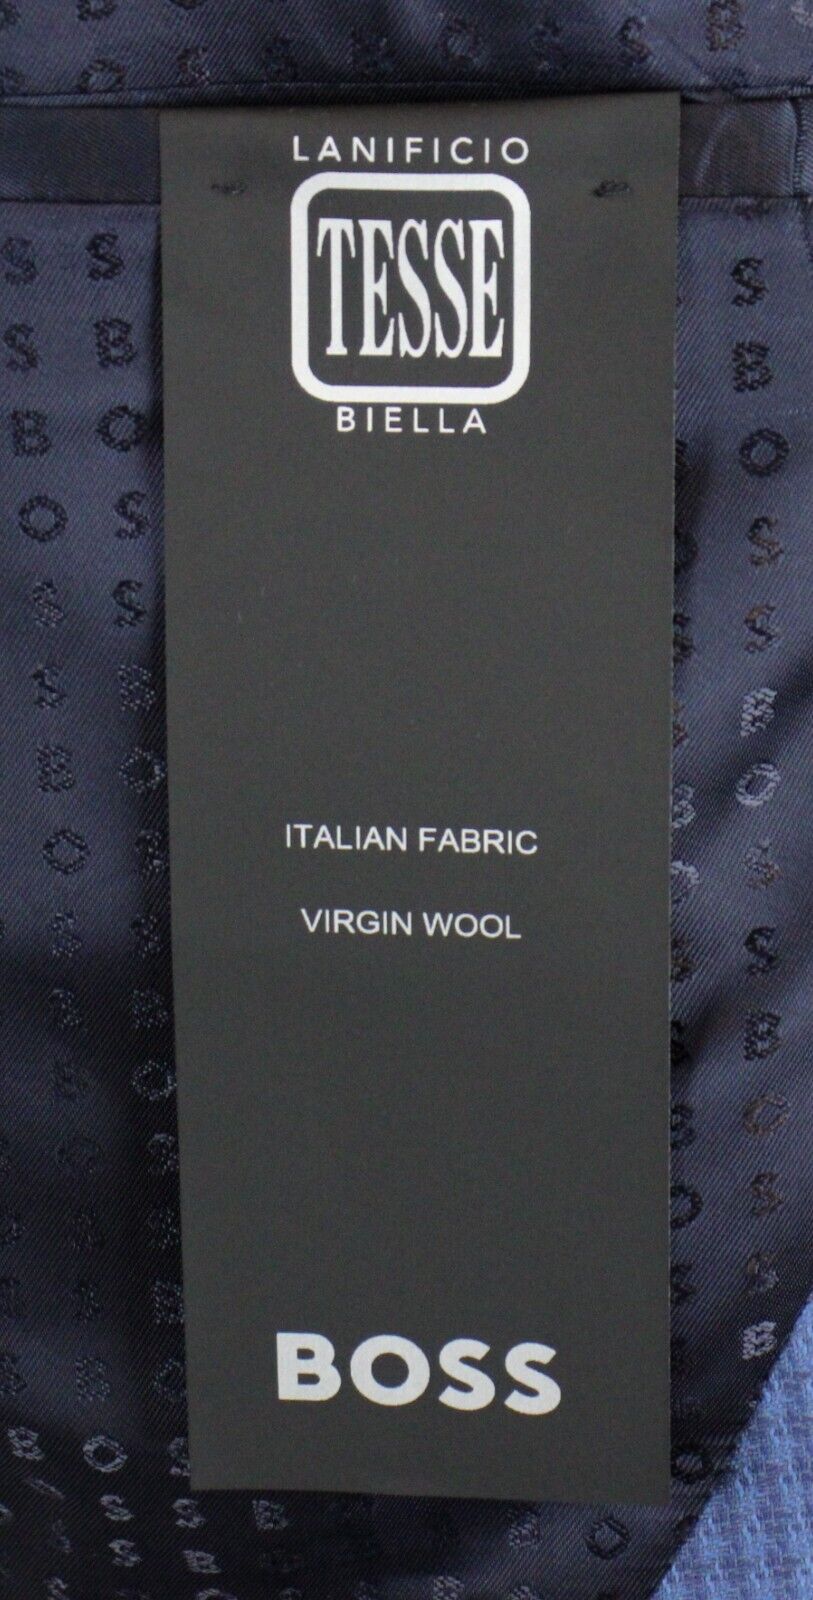 LANIFICIO
TESSE
BIELLA
ITALIAN FABRIC
VIRGIN WOOL
BOSS